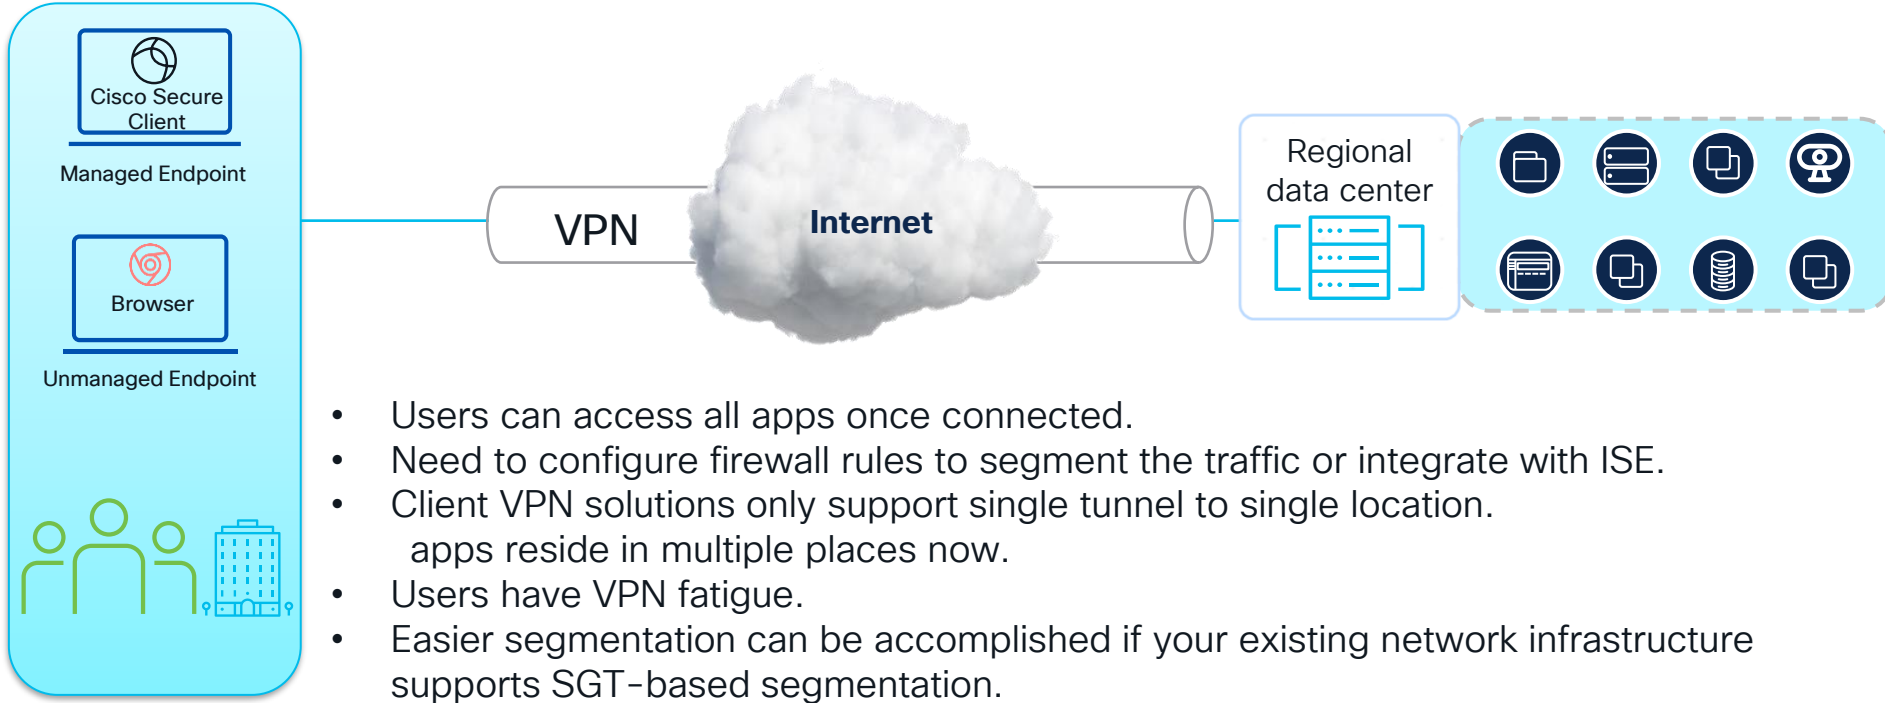 Cisco Secure
Client
Managed Endpoint
Browser
Unmanaged Endpoint
VPN
Internet
Regional
data center
• Users can access all apps once connected.
• Need to configure firewall rules to segment the traffic or integrate with ISE.
• Client VPN solutions only support single tunnel to single location.
apps reside in multiple places now.
• Users have VPN fatigue.
• Easier segmentation can be accomplished if your existing network infrastructure
supports SGT-based segmentation.